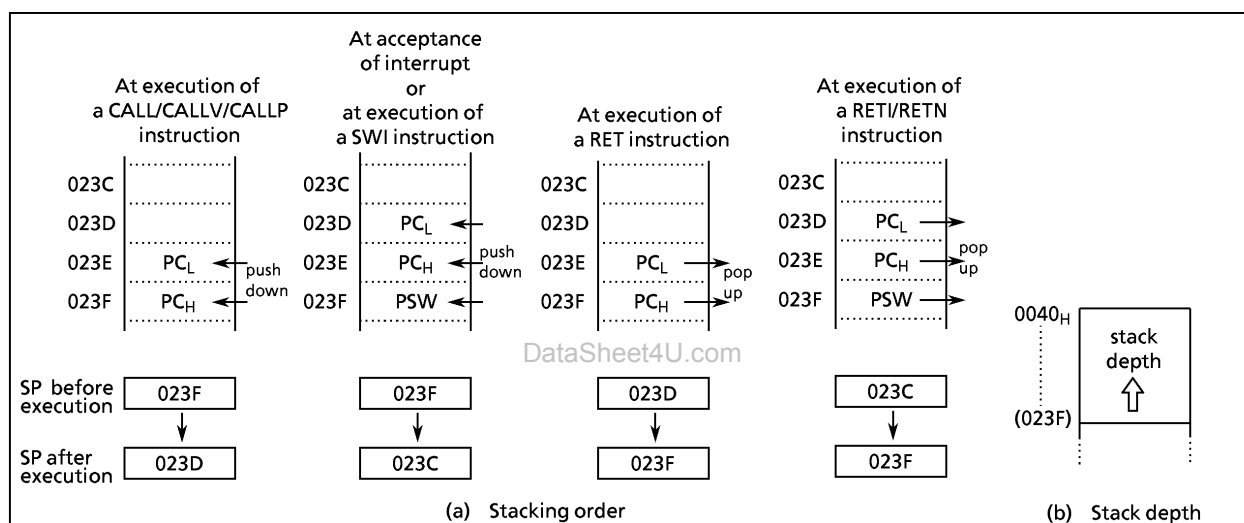 At execution of
a CALL/CALLV/CALLP
instruction
023C
023D
023E
023F
PCL
PCH
push
down
At acceptance
of interrupt
or
at execution of
a SWI instruction
023C
023D
023E
023F
PCL
PCH
PSW
push
down
At execution of
a RET instruction
023C
023D
023E
023F
PCL
PCH
pop
up
At execution of
a RETI/RETN
instruction
023C
023D
023E
023F
PCL
PCH
PSW
pop
up
DataSheet4U.com
SP before
execution
023F
023F
023D
023C
SP after
execution
023D
023C
023F
023F
(a) Stacking order
0040H
(023F)
stack
depth
(b) Stack depth